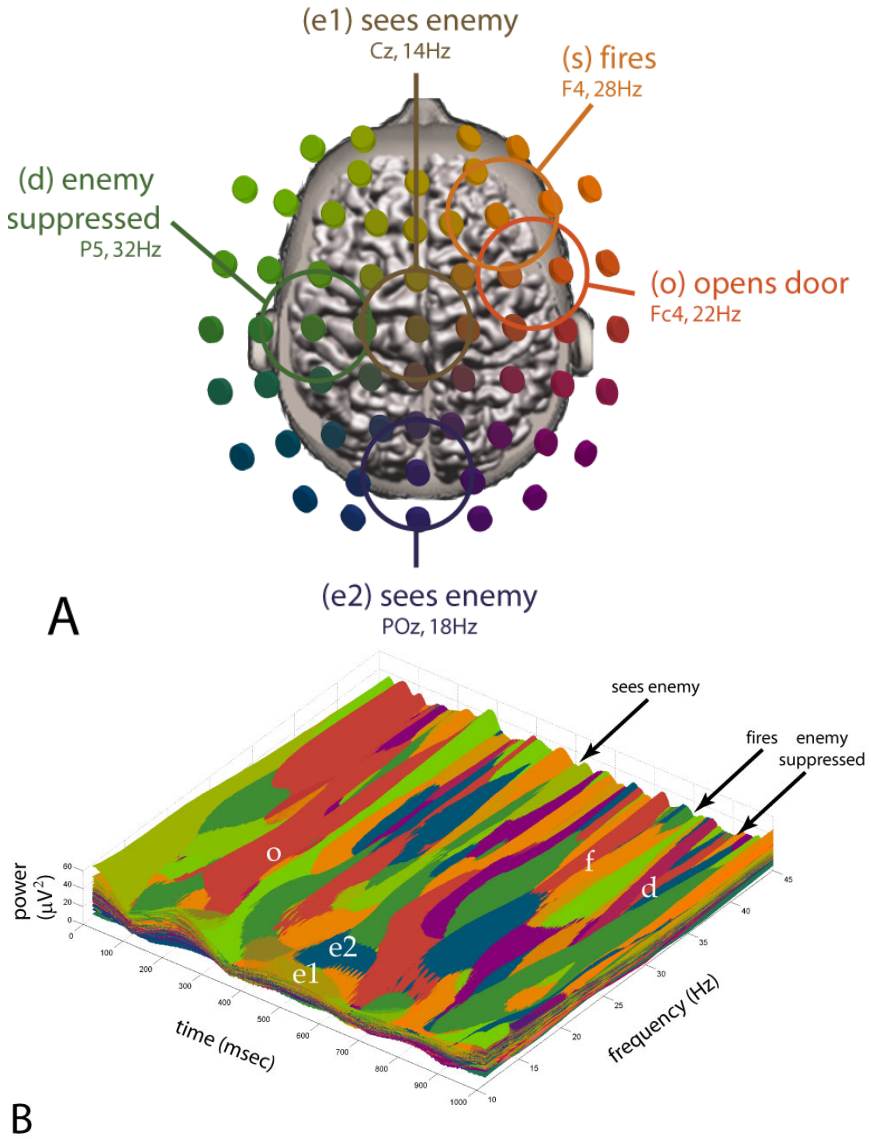 (e1) sees enemy
Cz, 14Hz
(s) fires
F4, 28Hz
(d) enemy
suppressed
P5, 32Hz
(o) opens door
Fc4, 22Hz
(e2) sees enemy
POz, 18Hz
A
sees enemy
fires
enemy
suppressed
o
f
d
e2
e1
power
(μV²)
60
40
20
0
0
100
200
300
400
500
600
700
800
900
1000
time (msec)
10
15
20
25
30
35
40
45
frequency (Hz)
B